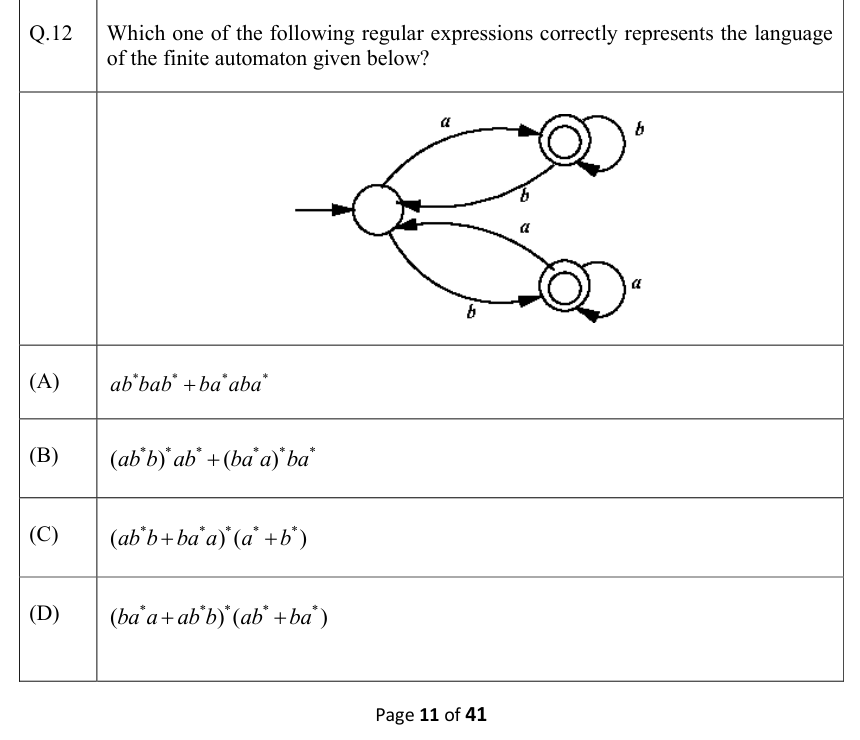 Q.12 Which one of the following regular expressions correctly represents the language
of the finite automaton given below?
a
b
b
a
a
b
(A) ab*bab* + ba*aba*
(B) (ab*b)*ab* + (ba*a)*ba*
(C) (ab*b + ba*a)*(a* + b*)
(D) (ba*a + ab*b)*(ab* + ba*)
Page 11 of 41